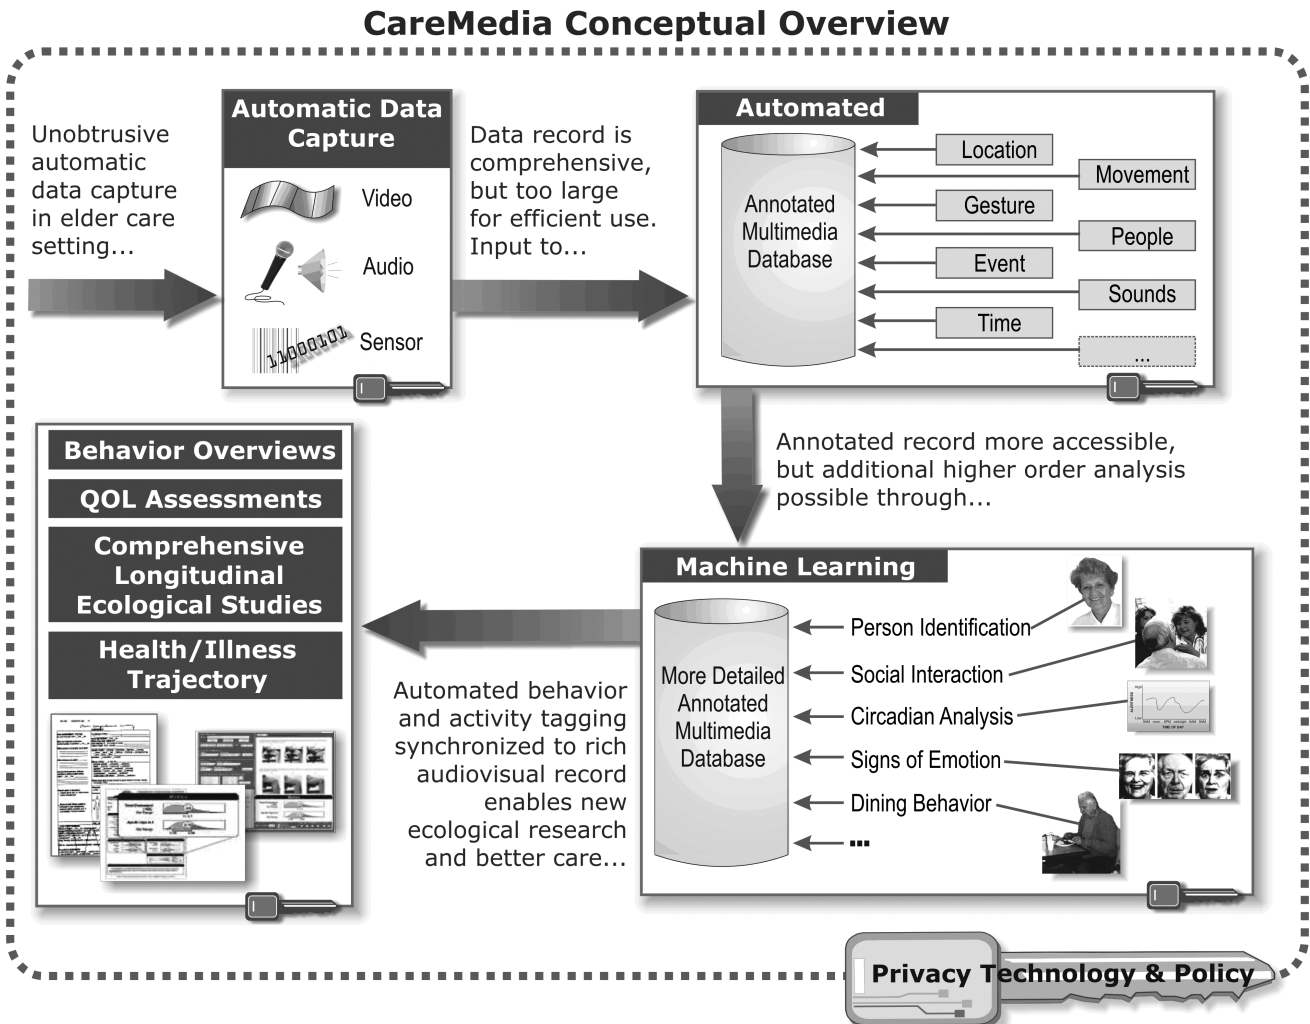 CareMedia Conceptual Overview
Unobtrusive
automatic
data capture
in elder care
setting...
Automatic Data
Capture
Video
Audio
11000101
Sensor
Data record is
comprehensive,
but too large
for efficient use.
Input to...
Automated
Annotated
Multimedia
Database
Location
Movement
Gesture
People
Event
Sounds
Time
...
Annotated record more accessible,
but additional higher order analysis
possible through...
Machine Learning
More Detailed
Annotated
Multimedia
Database
Person Identification
Social Interaction
Circadian Analysis
Signs of Emotion
Dining Behavior
...
High
Low
TIME OF DAY
Automated behavior
and activity tagging
synchronized to rich
audiovisual record
enables new
ecological research
and better care...
Behavior Overviews
QOL Assessments
Comprehensive
Longitudinal
Ecological Studies
Health/Illness
Trajectory
Privacy Technology & Policy